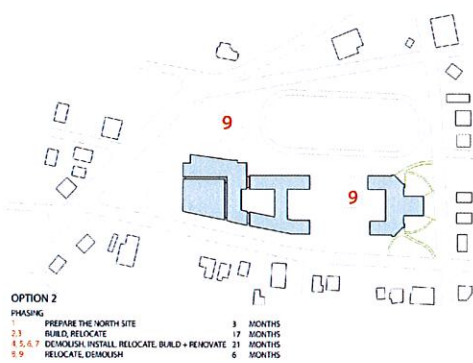 9
9
OPTION 2
PHASING
1 PREPARE THE NORTH SITE 3 MONTHS
2,3 BUILD, RELOCATE 17 MONTHS
4, 5, 6, 7 DEMOLISH, INSTALL, RELOCATE, BUILD + RENOVATE 21 MONTHS
8, 9 RELOCATE, DEMOLISH 6 MONTHS